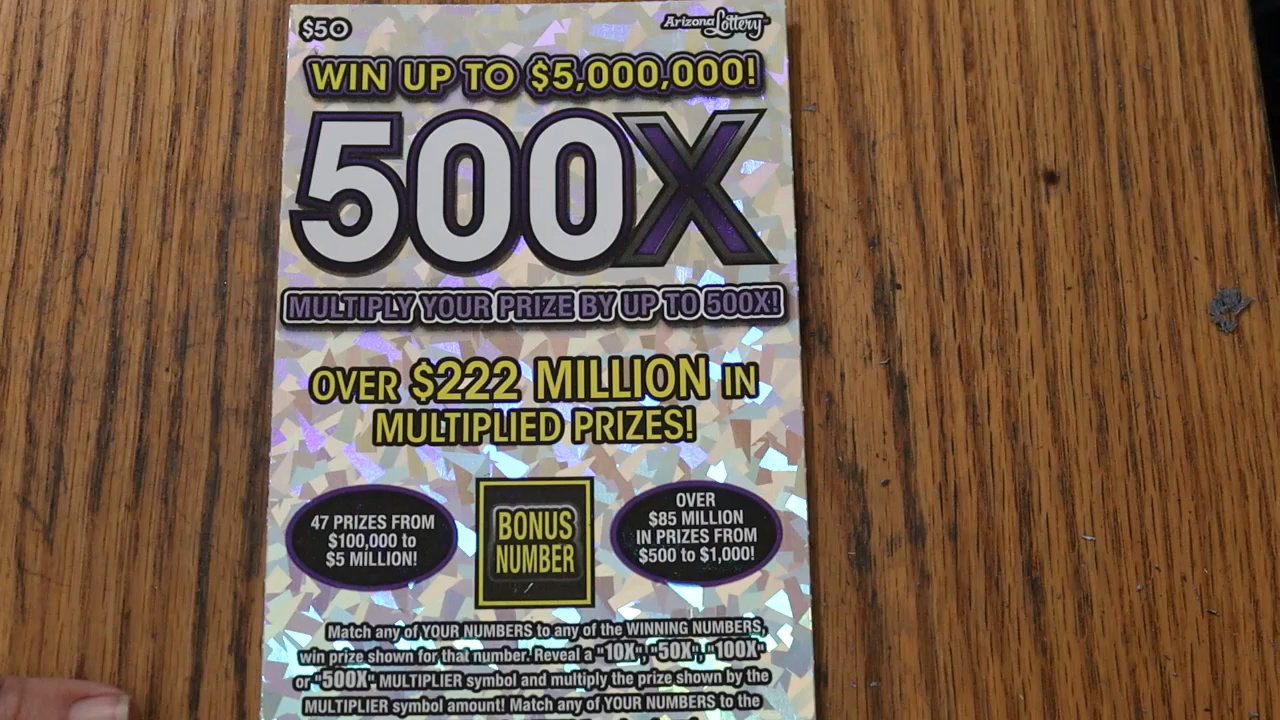 $50
Arizona Lottery
WIN UP TO $5,000,000!
500X
MULTIPLY YOUR PRIZE BY UP TO 500X!
OVER $222 MILLION IN
MULTIPLIED PRIZES!
47 PRIZES FROM
$100,000 to
$5 MILLION!
BONUS
NUMBER
OVER
$85 MILLION
IN PRIZES FROM
$500 to $1,000!
Match any of YOUR NUMBERS to any of the WINNING NUMBERS,
win prize shown for that number. Reveal a "10X", "50X", "100X"
or "500X" MULTIPLIER symbol and multiply the prize shown by the
MULTIPLIER symbol amount! Match any of YOUR NUMBERS to the